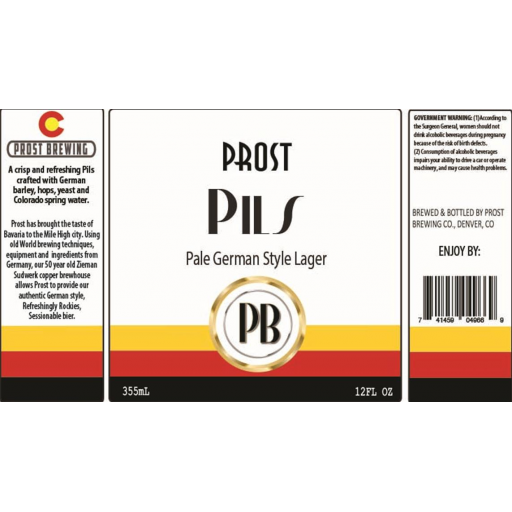 PROST BREWING
A crisp and refreshing Pils
crafted with German
barley, hops, yeast and
Colorado spring water.
Prost has brought the taste of
Bavaria to the Mile High city. Using
old World brewing techniques,
equipment and ingredients from
Germany, our 50 year old Zieman
Sudwerk copper brewhouse
allows Prost to provide our
authentic German style,
Refreshingly Rockies,
Sessionable bier.
PROST
PILS
Pale German Style Lager
PB
355mL
12FL OZ
GOVERNMENT WARNING: (1) According to
the Surgeon General, women should not
drink alcoholic beverages during pregnancy
because of the risk of birth defects.
(2) Consumption of alcoholic beverages
impairs your ability to drive a car or operate
machinery, and may cause health problems.
BREWED & BOTTLED BY PROST
BREWING CO., DENVER, CO
ENJOY BY:
7 41459 04966 9